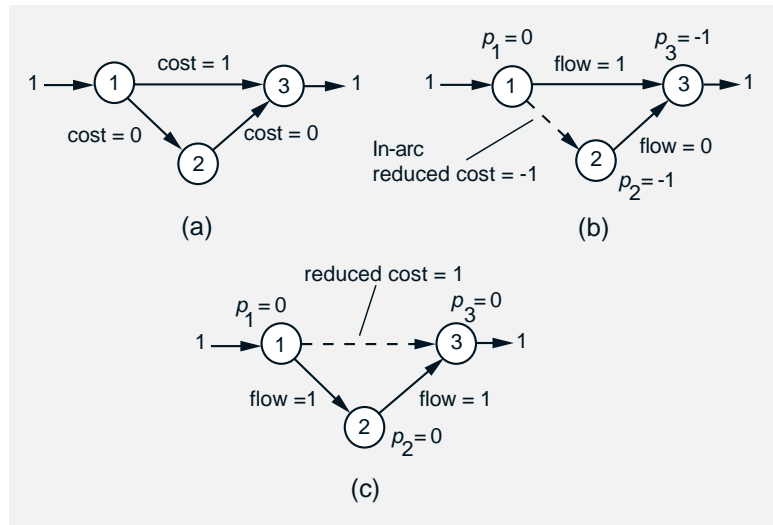 1
1
cost = 1
3
1
cost = 0
cost = 0
2
(a)
p1 = 0
p3 = -1
1
1
flow = 1
3
1
In-arc
reduced cost = -1
2
flow = 0
p2 = -1
(b)
reduced cost = 1
p1 = 0
p3 = 0
1
1
3
1
flow =1
flow = 1
2
p2 = 0
(c)